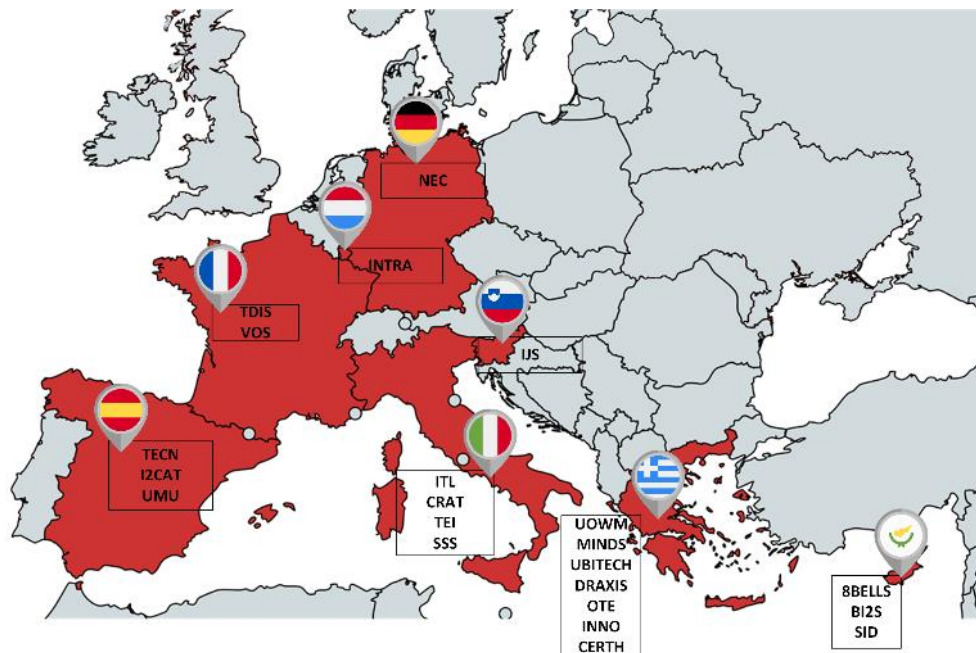 NEC
INTRA
TDIS
VOS
IJS
TECN
I2CAT
UMU
ITL
CRAT
TEI
SSS
UOWM
MINDS
UBITECH
DRAXIS
OTE
INNO
CERTH
8BELLS
BI2S
SID